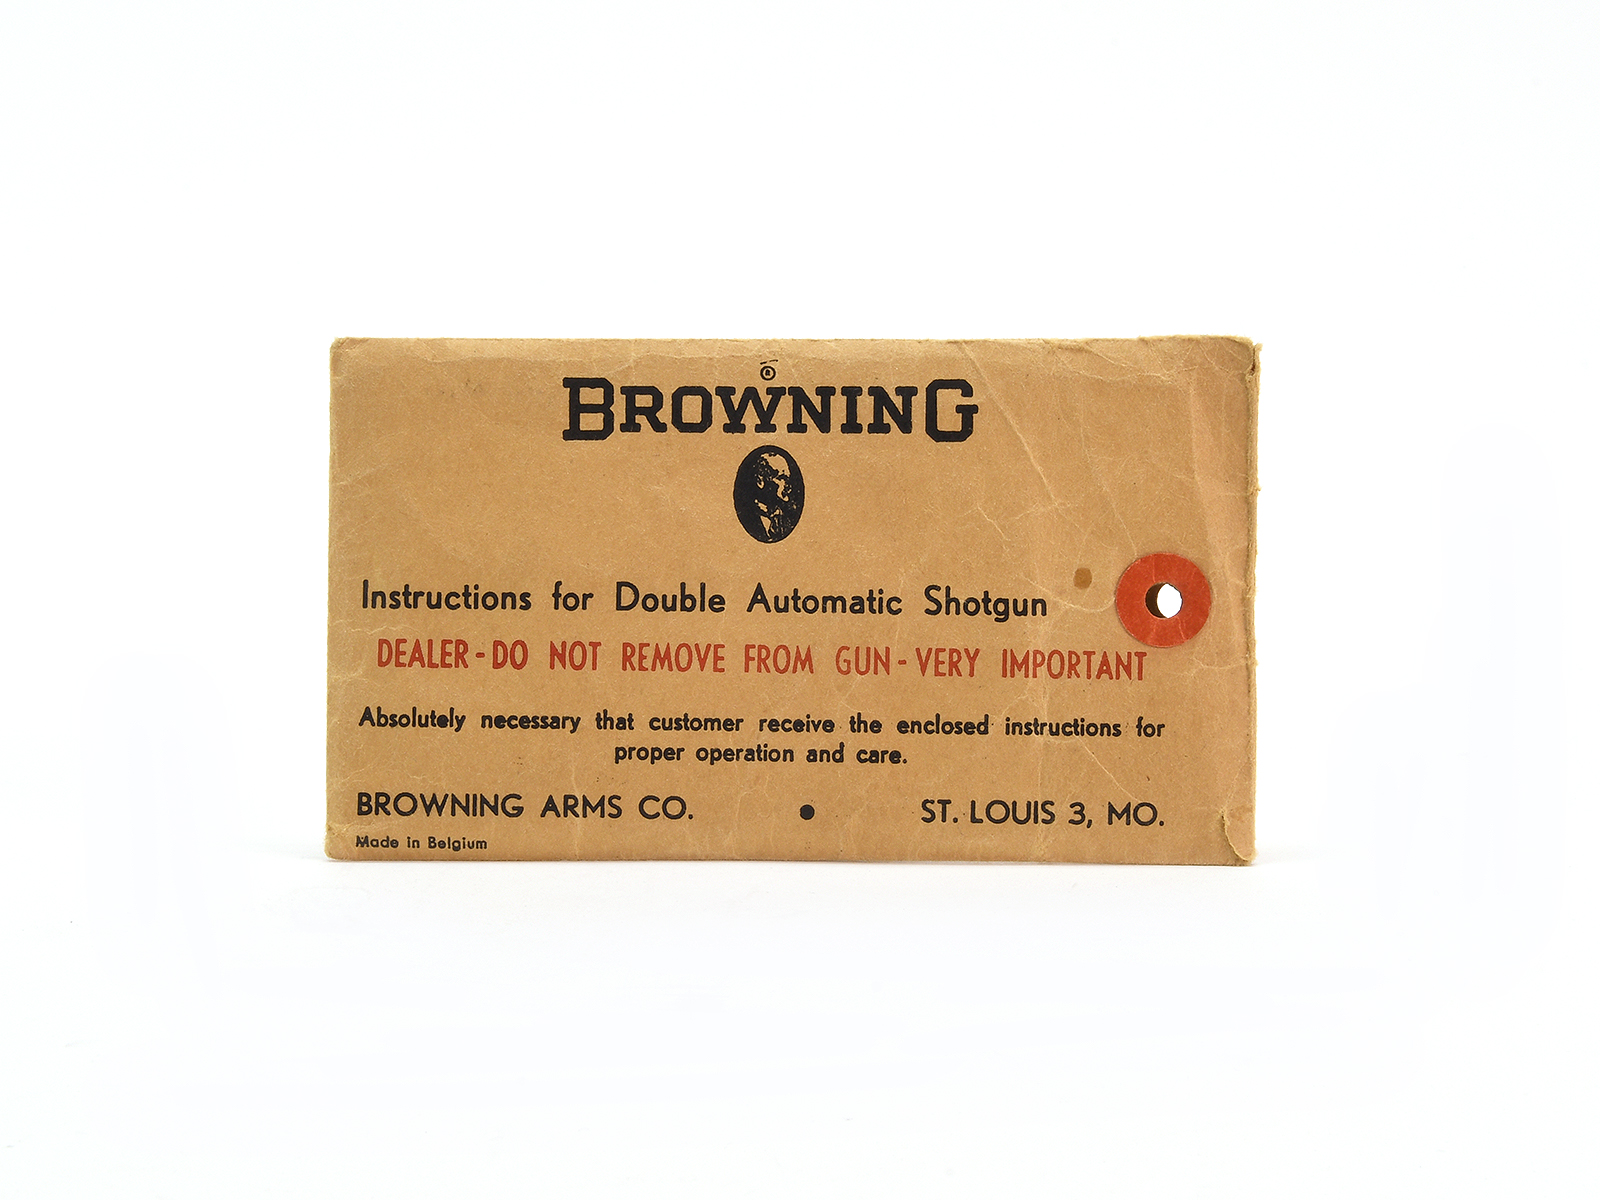 ®
BROWNING
Instructions for Double Automatic Shotgun
DEALER - DO NOT REMOVE FROM GUN - VERY IMPORTANT
Absolutely necessary that customer receive the enclosed instructions for
proper operation and care.
BROWNING ARMS CO. • ST. LOUIS 3, MO.
Made in Belgium